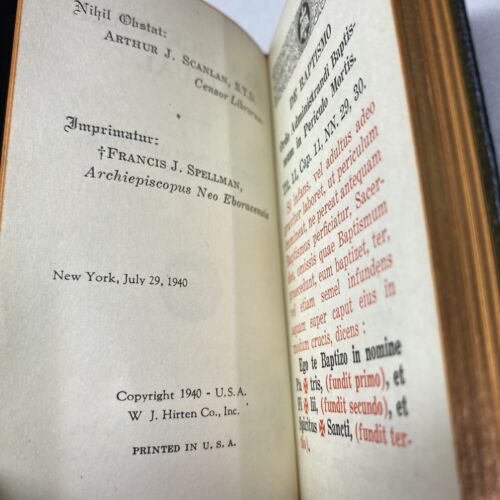 Nihil Obstat:
ARTHUR J. SCANLAN, S.T.D.
Censor Librorum
Imprimatur:
†FRANCIS J. SPELLMAN,
Archiepiscopus Neo Eboracensis
New York, July 29, 1940
Copyright 1940 - U.S.A.
W. J. Hirten Co., Inc.
PRINTED IN U. S. A.
DE BAPTISMO
Ordo Administrandi Baptis-
mum in Periculo Mortis.
Tit. II, Cap. II, NN. 29, 30.
Si infans, vel adultus adeo
graviter laboret, ut periculum
immineat, ne pereat antequam
Baptismus perficiatur, Sacer-
dos, omissis quae Baptismum
praecedunt, eum baptizet, ter,
vel etiam semel infundens
aquam super caput ejus in
modum crucis, dicens :
Ego te Baptizo in nomine
Pa ✠ tris, (fundit primo), et
Fi ✠ lii, (fundit secundo), et
Spiritus ✠ Sancti, (fundit ter-
tio).